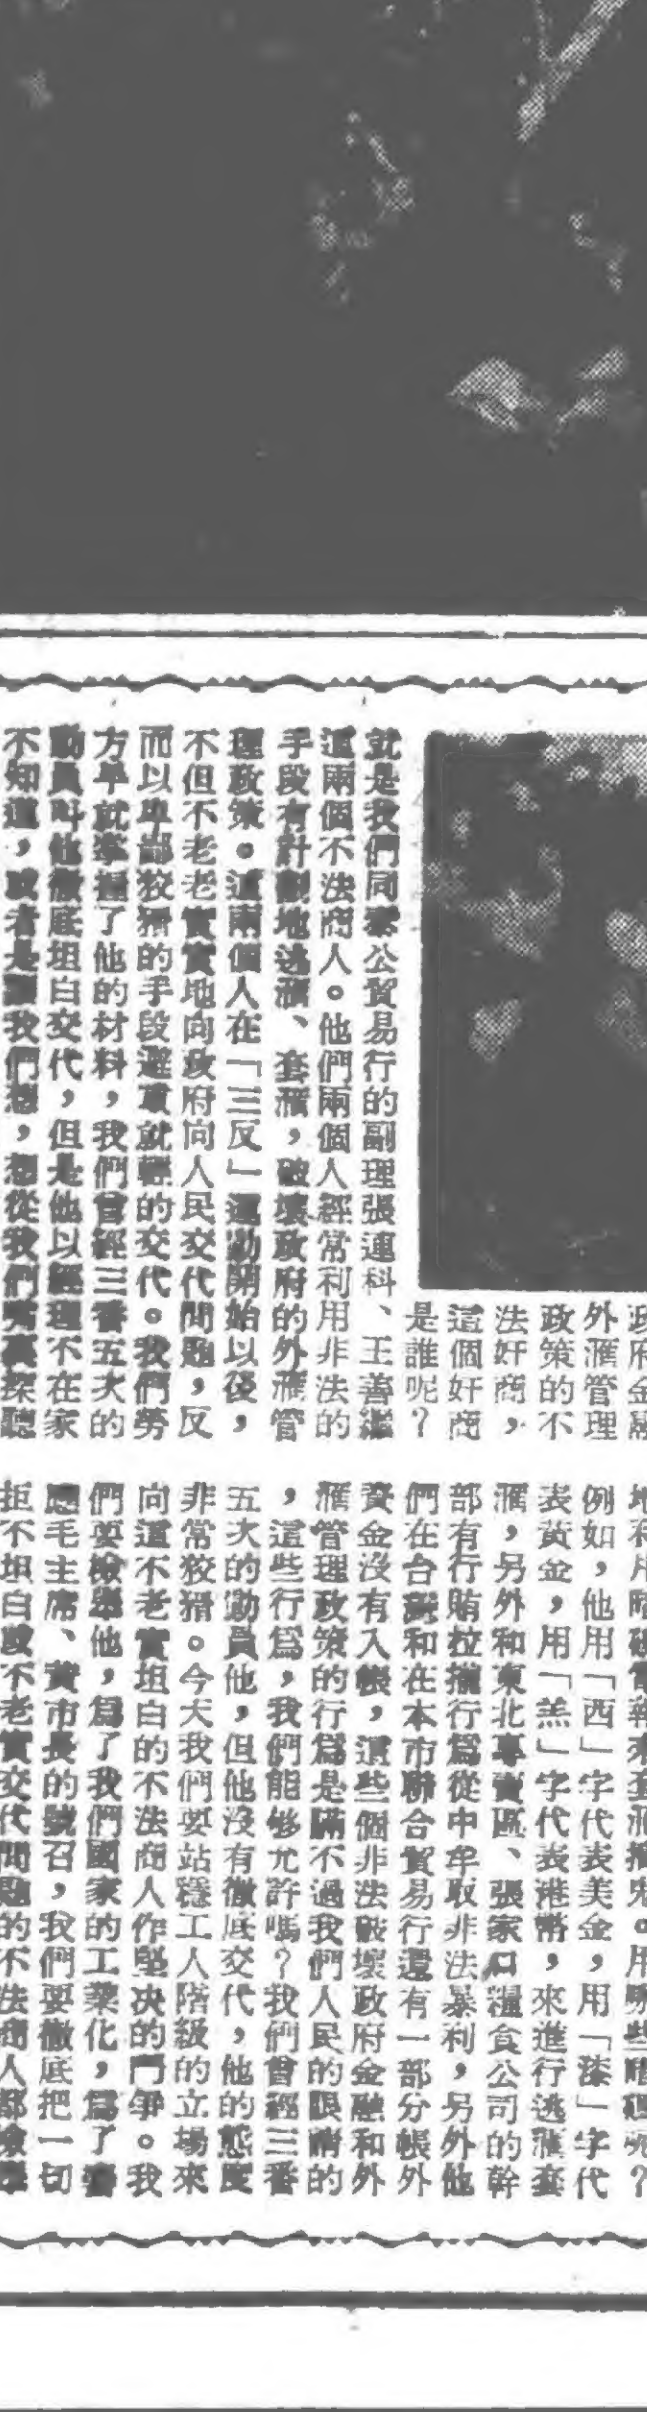 政府金融
外滙管理
政策的不
法奸商，
這個奸商
是誰呢？
就是我們同泰公貿易行的副理張連科、王善繼
這兩個不法商人。他們兩個人經常利用非法的
手段有計劃地逃滙、套滙，破壞政府的外滙管
理政策。這兩個人在「三反」運動開始以後，
不但不老老實實地向政府向人民交代問題，反
而以卑鄙狡猾的手段避重就輕的交代。我們勞
方早就掌握了他的材料，我們曾經三番五次的
動員叫他徹底坦白交代，但是他以經理不在家
不知道，或者是讓我們想，想從我們嘴裏探聽
例如，他用「西」字代表美金，用「漆」字代
表黃金，用「羔」字代表港幣，來進行逃滙套
滙，另外和東北專賣區、張家口糧食公司的幹
部有行賄拉攏行爲從中牟取非法暴利，另外他
們在台灣和在本市聯合貿易行還有一部分帳外
資金沒有入帳，這些個非法破壞政府金融和外
滙管理政策的行爲是瞞不過我們人民的眼睛的
，這些行爲，我們能够允許嗎？我們曾經三番
五次的動員他，但他沒有徹底交代，他的態度
非常狡猾。今天我們要站穩工人階級的立場來
向這不老實坦白的不法商人作堅决的鬥爭。我
們要檢舉他，爲了我們國家的工業化，爲了響
應毛主席、黃市長的號召，我們要徹底把一切
拒不坦白或不老實交代問題的不法商人都檢舉